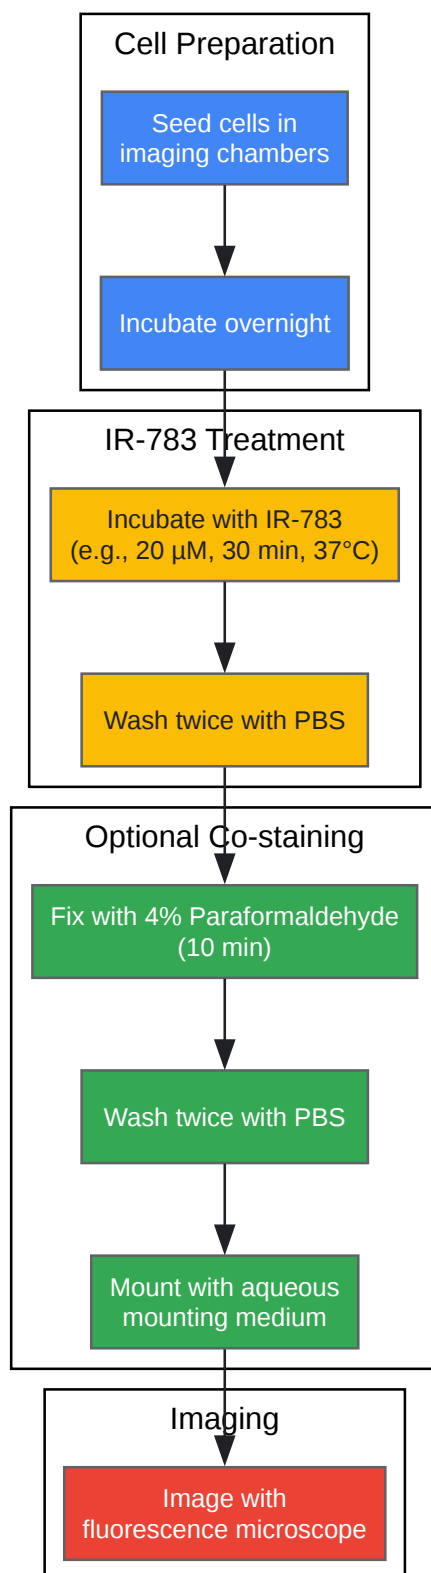 Cell Preparation
Seed cells in
imaging chambers
Incubate overnight
IR-783 Treatment
Incubate with IR-783
(e.g., 20 µM, 30 min, 37°C)
Wash twice with PBS
Optional Co-staining
Fix with 4% Paraformaldehyde
(10 min)
Wash twice with PBS
Mount with aqueous
mounting medium
Imaging
Image with
fluorescence microscope